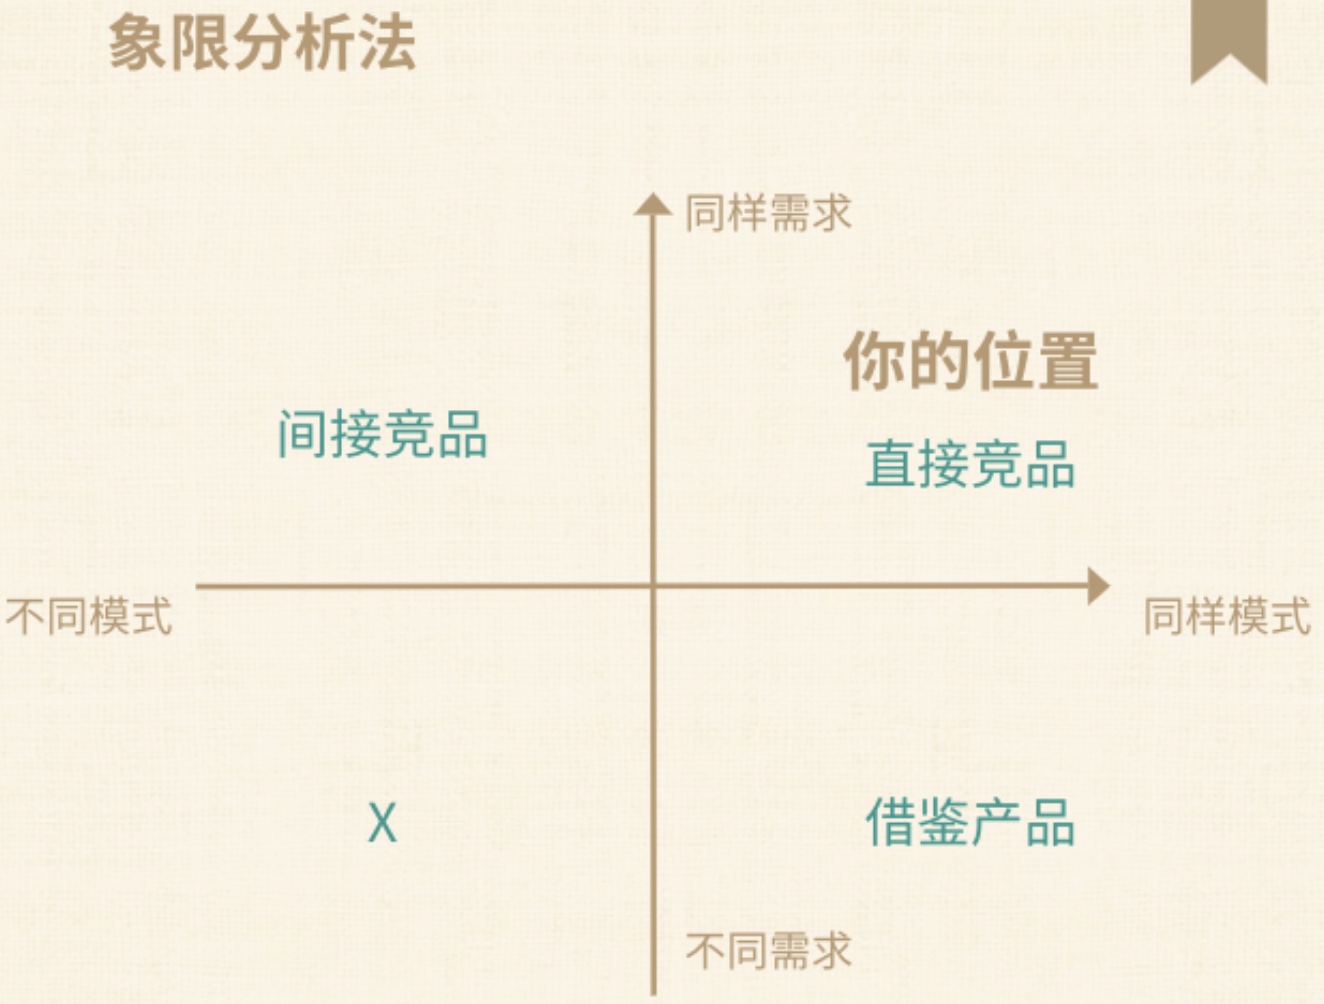 象限分析法
同样需求
你的位置
间接竞品
直接竞品
不同模式
同样模式
X
借鉴产品
不同需求